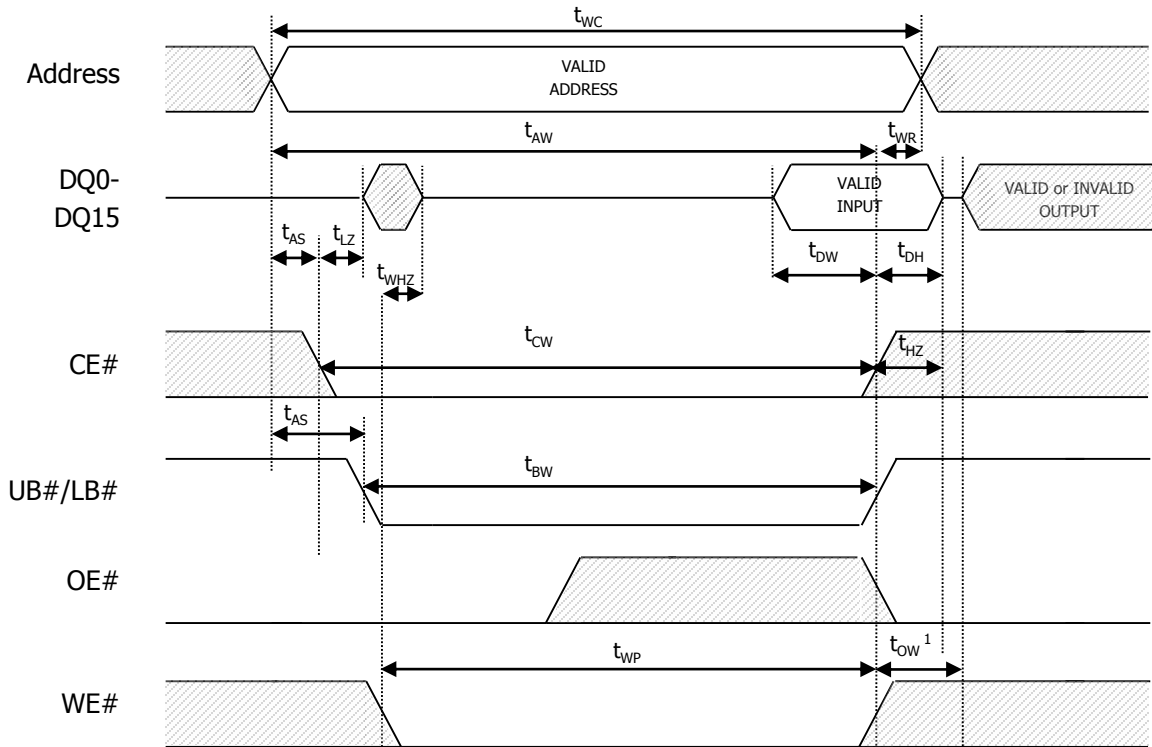 tWC
Address
VALID
ADDRESS
tAW
tWR
DQ0-
DQ15
VALID
INPUT
VALID or INVALID
OUTPUT
tAS
tLZ
tWHZ
tDW
tDH
CE#
tCW
tHZ
tAS
UB#/LB#
tBW
OE#
tWP
tOW 1
WE#